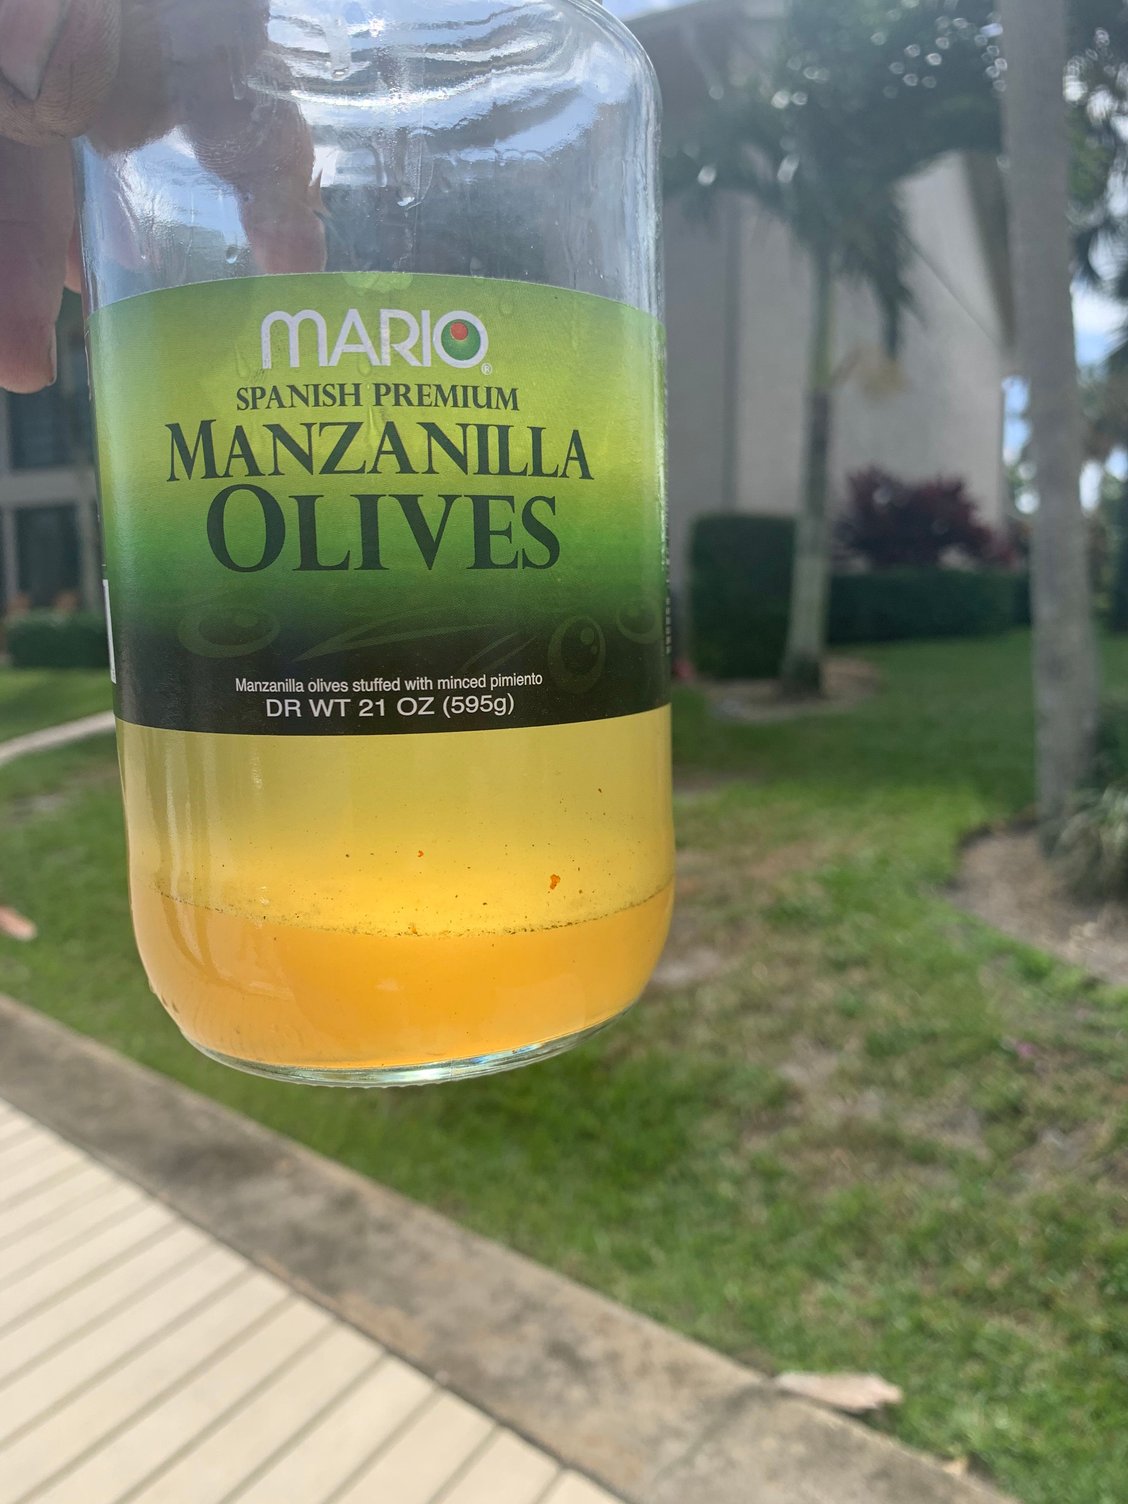 MARIO®
SPANISH PREMIUM
MANZANILLA
OLIVES
Manzanilla olives stuffed with minced pimiento
DR WT 21 OZ (595g)